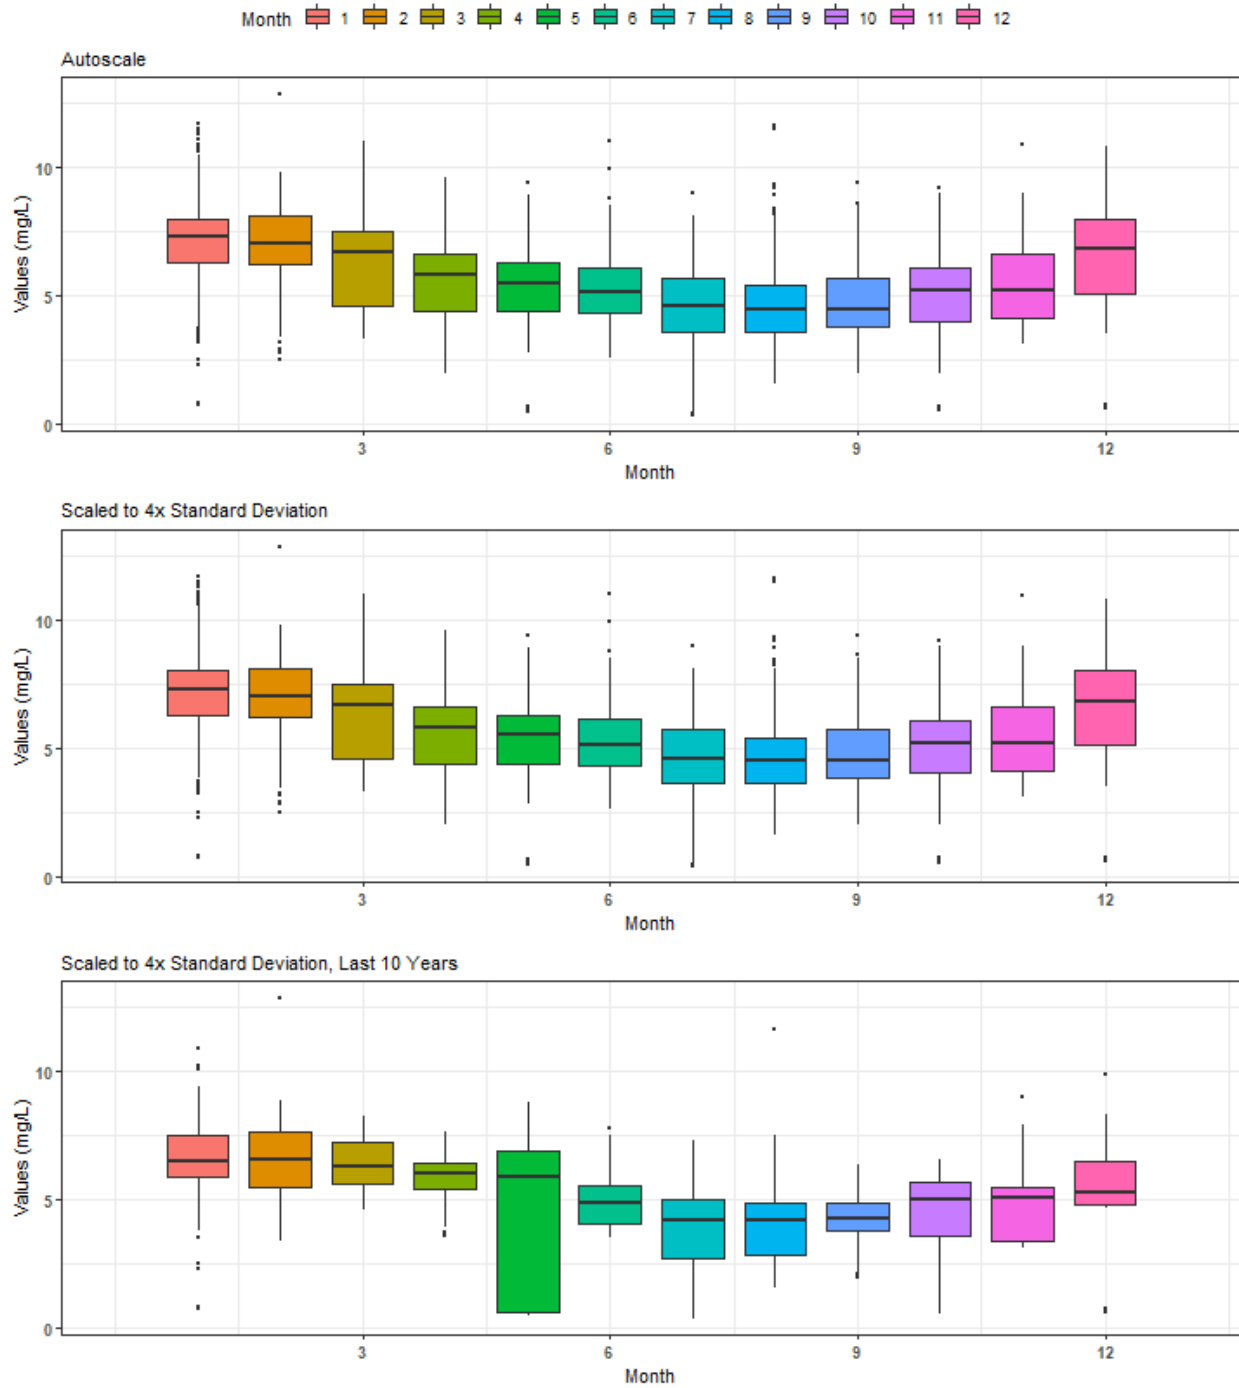 Month 1 2 3 4 5 6 7 8 9 10 11 12
Autoscale
Values (mg/L)
10
5
0
3 6 9 12
Month
Scaled to 4x Standard Deviation
Values (mg/L)
10
5
0
3 6 9 12
Month
Scaled to 4x Standard Deviation, Last 10 Years
Values (mg/L)
10
5
0
3 6 9 12
Month